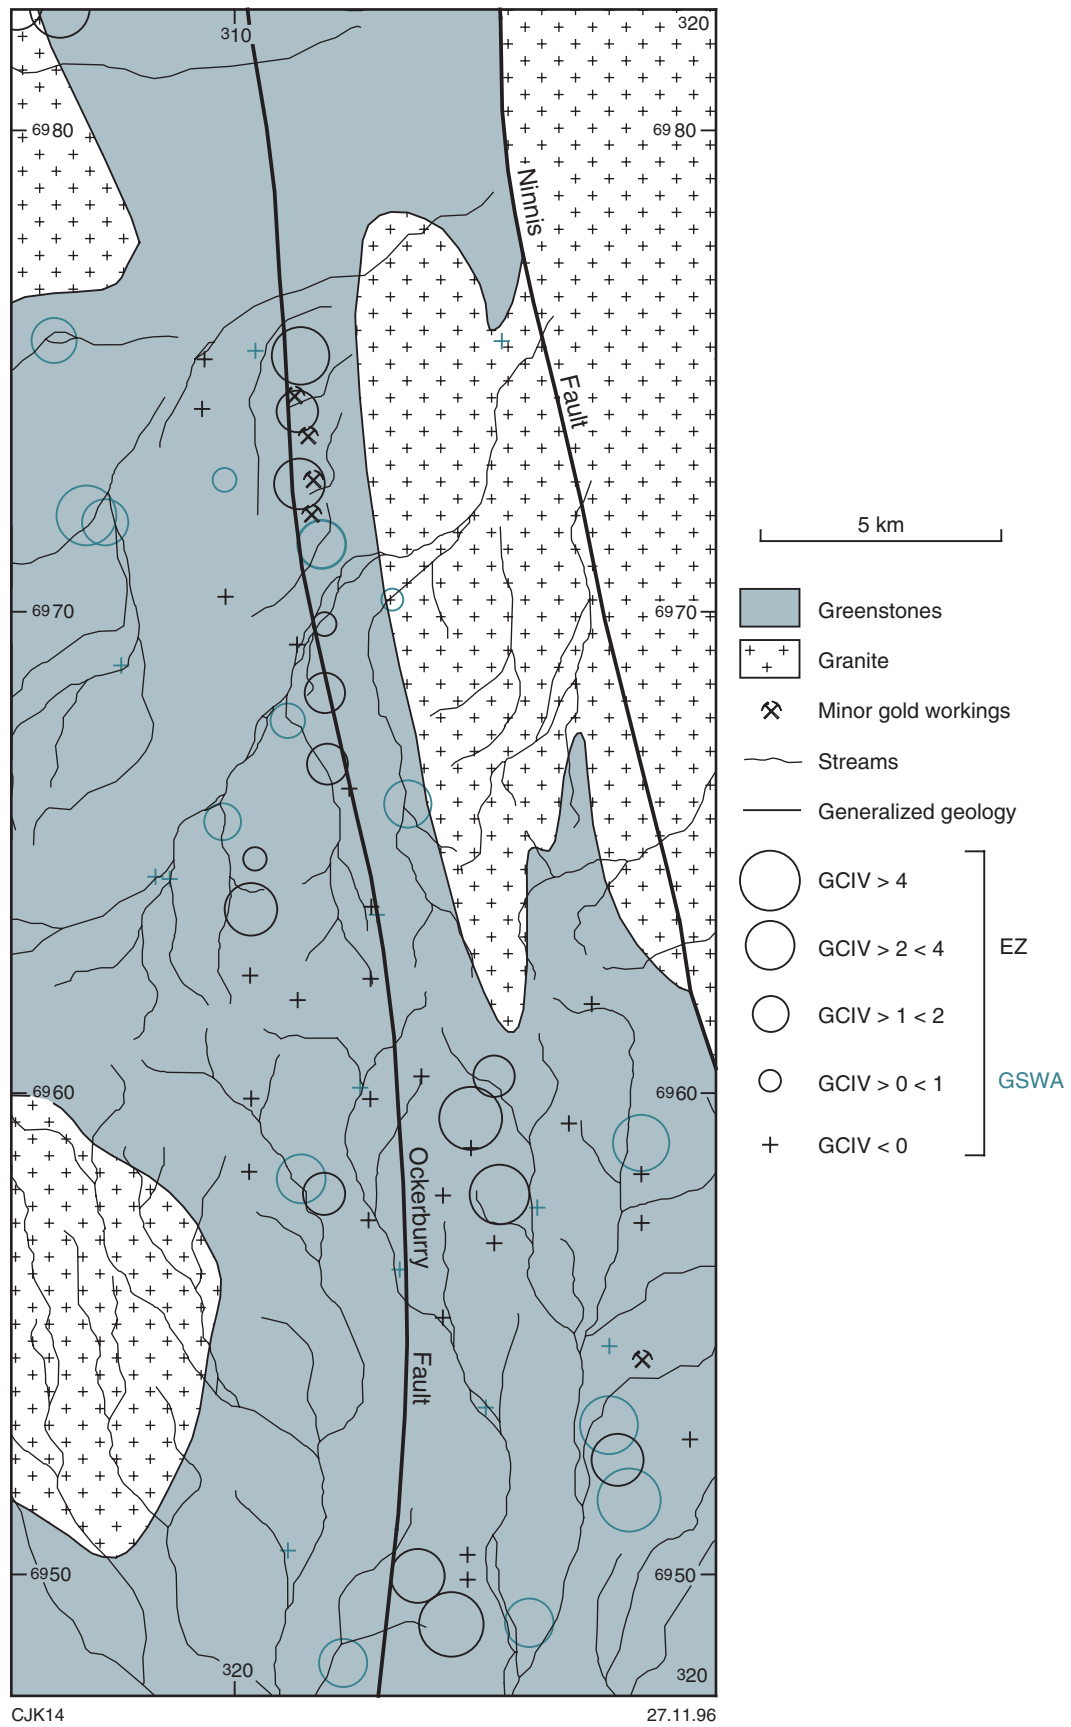 310
320
6980
6980
Ninnis
Fault
5 km
6970
6970
Greenstones
Granite
Minor gold workings
Streams
Generalized geology
GCIV > 4
GCIV > 2 < 4
EZ
GCIV > 1 < 2
GCIV > 0 < 1
GSWA
GCIV < 0
6960
6960
Ockerburry
Fault
6950
6950
320
320
CJK14
27.11.96